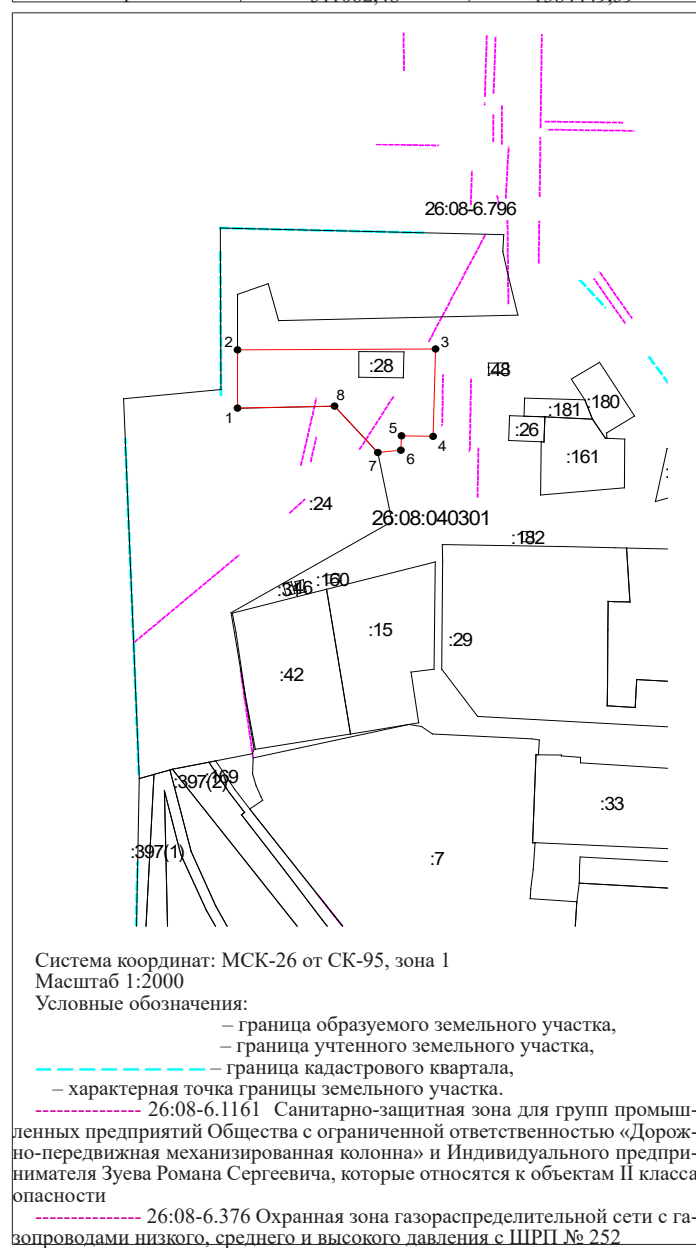 26:08-6.796
2
3
:28
:48
8
1
:180
:181
5
4
:26
7
6
:161
:24
26:08:040301
:160
:15
:29
:42
:169
:397(2)
:33
:397(1)
:7
Система координат: МСК-26 от СК-95, зона 1
Масштаб 1:2000
Условные обозначения:
– граница образуемого земельного участка,
– граница учтенного земельного участка,
– граница кадастрового квартала,
– характерная точка границы земельного участка.
---------------- 26:08-6.1161 Санитарно-защитная зона для групп промыш-
ленных предприятий Общества с ограниченной ответственностью «Дорож-
но-передвижная механизированная колонна» и Индивидуального предпри-
нимателя Зуева Романа Сергеевича, которые относятся к объектам II класса
опасности
---------------- 26:08-6.376 Охранная зона газораспределительной сети с га-
зопроводами низкого, среднего и высокого давления с ШРП № 252